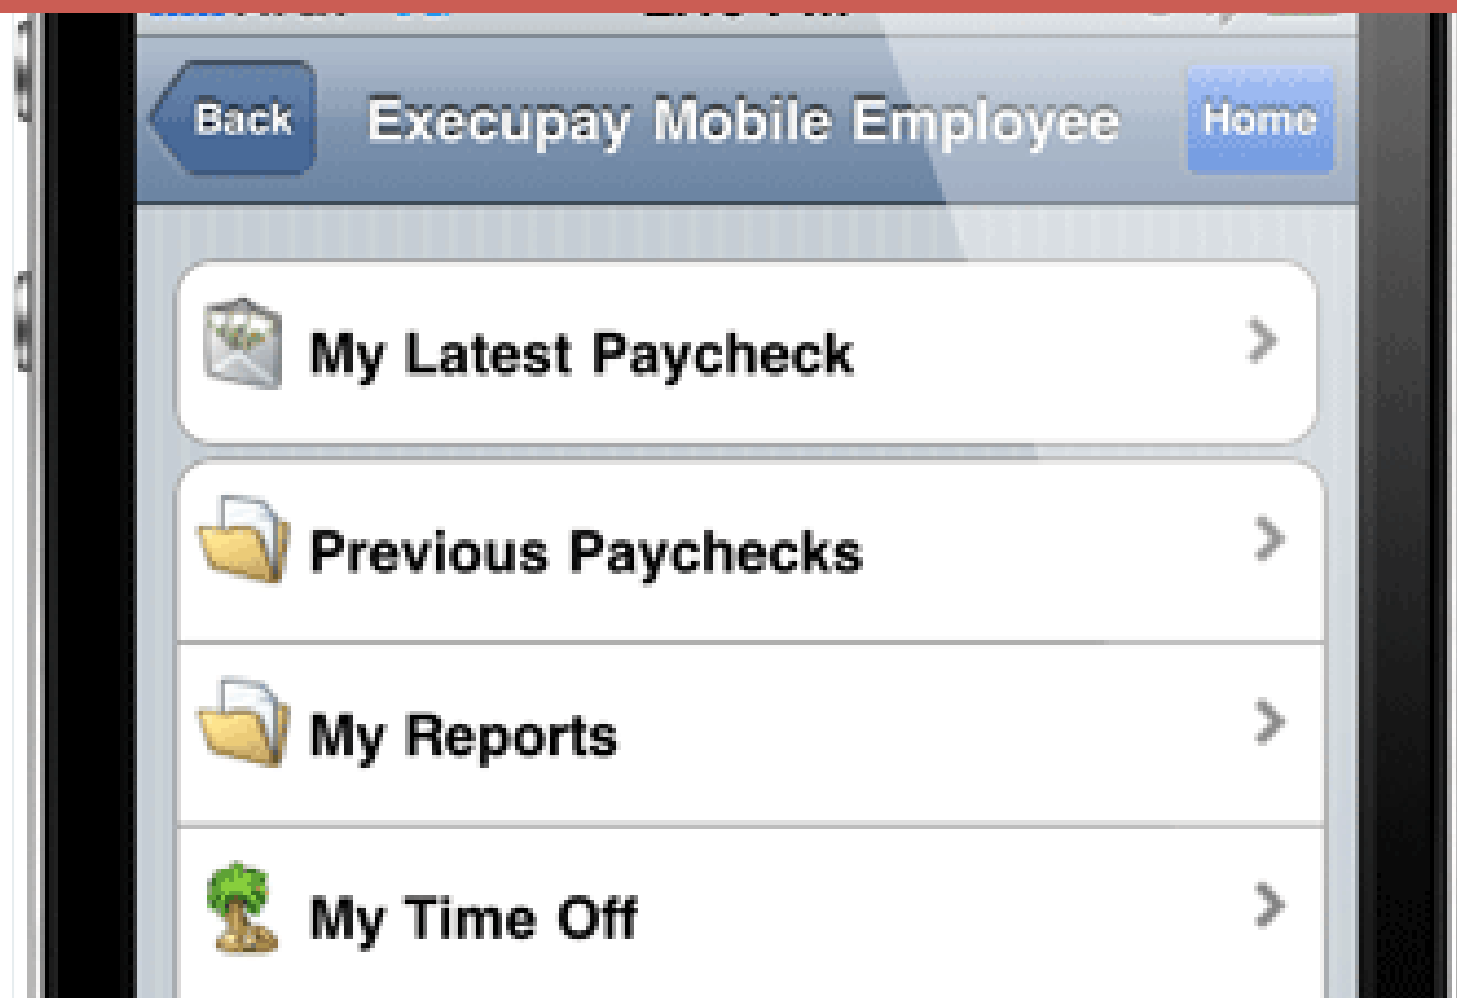 Back Execupay Mobile Employee Home
My Latest Paycheck
Previous Paychecks
My Reports
My Time Off